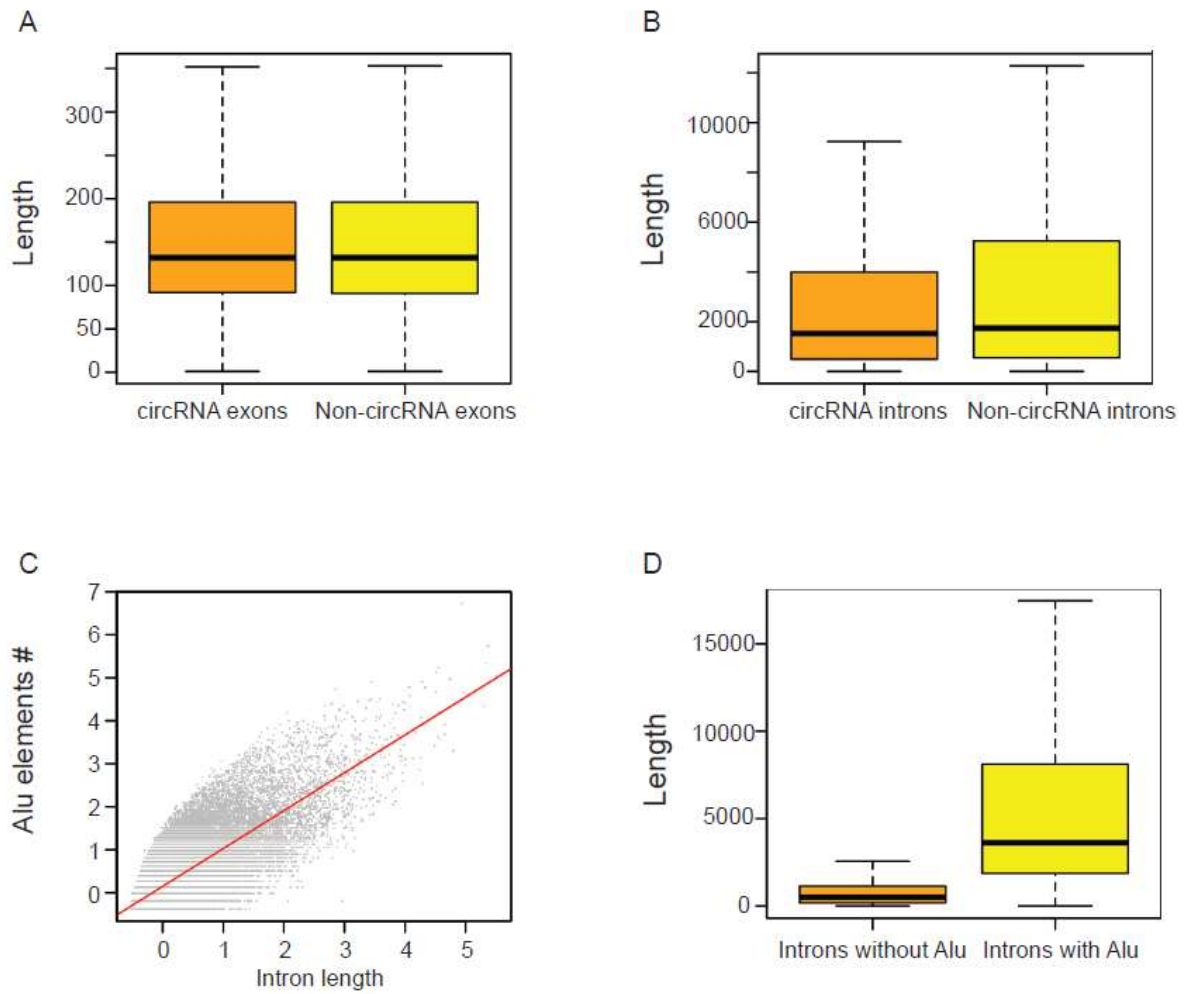 A
Length
300
200
100
50
0
circRNA exons
Non-circRNA exons
B
Length
10000
6000
2000
0
circRNA introns
Non-circRNA introns
C
Alu elements #
7
6
5
4
3
2
1
0
0 1 2 3 4 5
Intron length
D
Length
15000
10000
5000
0
Introns without Alu
Introns with Alu